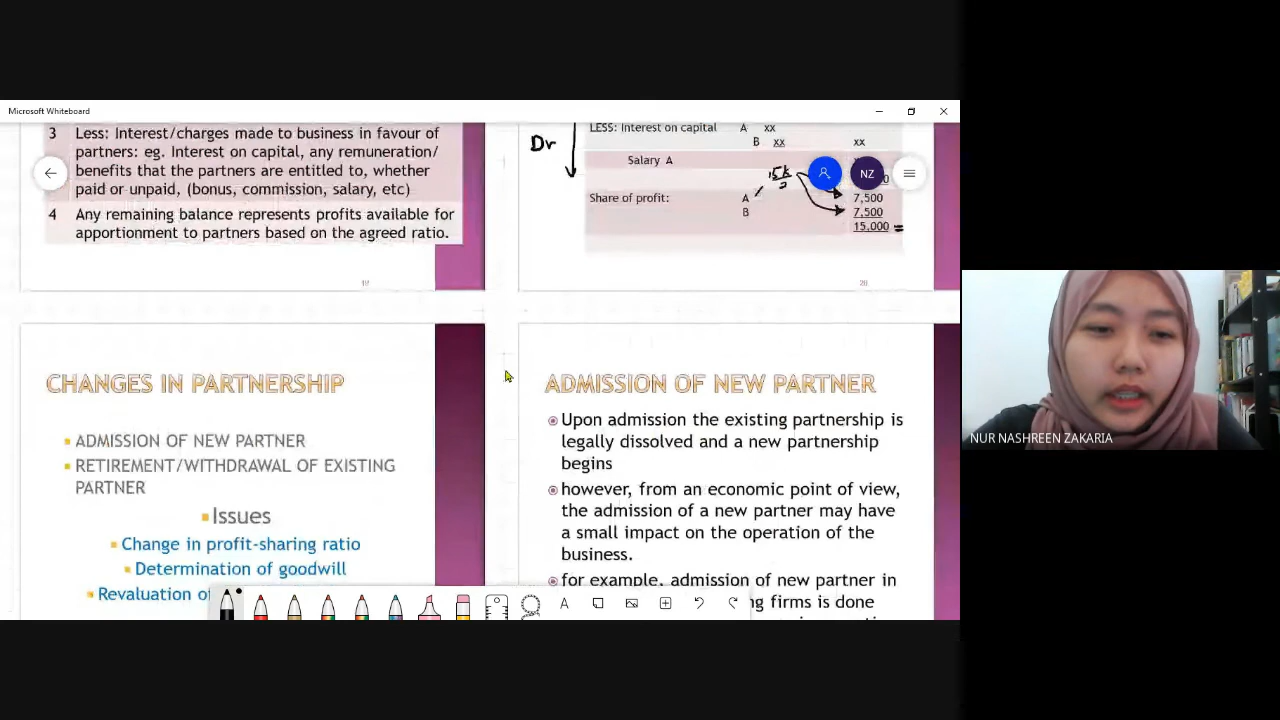 Microsoft Whiteboard
3 Less: Interest/charges made to business in favour of
partners: eg. Interest on capital, any remuneration/
benefits that the partners are entitled to, whether
paid or unpaid, (bonus, commission, salary, etc)
4 Any remaining balance represents profits available for
apportionment to partners based on the agreed ratio.
19
Dr
LESS: Interest on capital A xx
B xx xx
Salary A
15k
2
NZ
Share of profit: A 7,500
B 7,500
15,000
20
CHANGES IN PARTNERSHIP
ADMISSION OF NEW PARTNER
RETIREMENT/WITHDRAWAL OF EXISTING
PARTNER
Issues
Change in profit-sharing ratio
Determination of goodwill
Revaluation of
ADMISSION OF NEW PARTNER
Upon admission the existing partnership is
legally dissolved and a new partnership
begins
however, from an economic point of view,
the admission of a new partner may have
a small impact on the operation of the
business.
for example, admission of new partner in
firms is done
A
NUR NASHREEN ZAKARIA